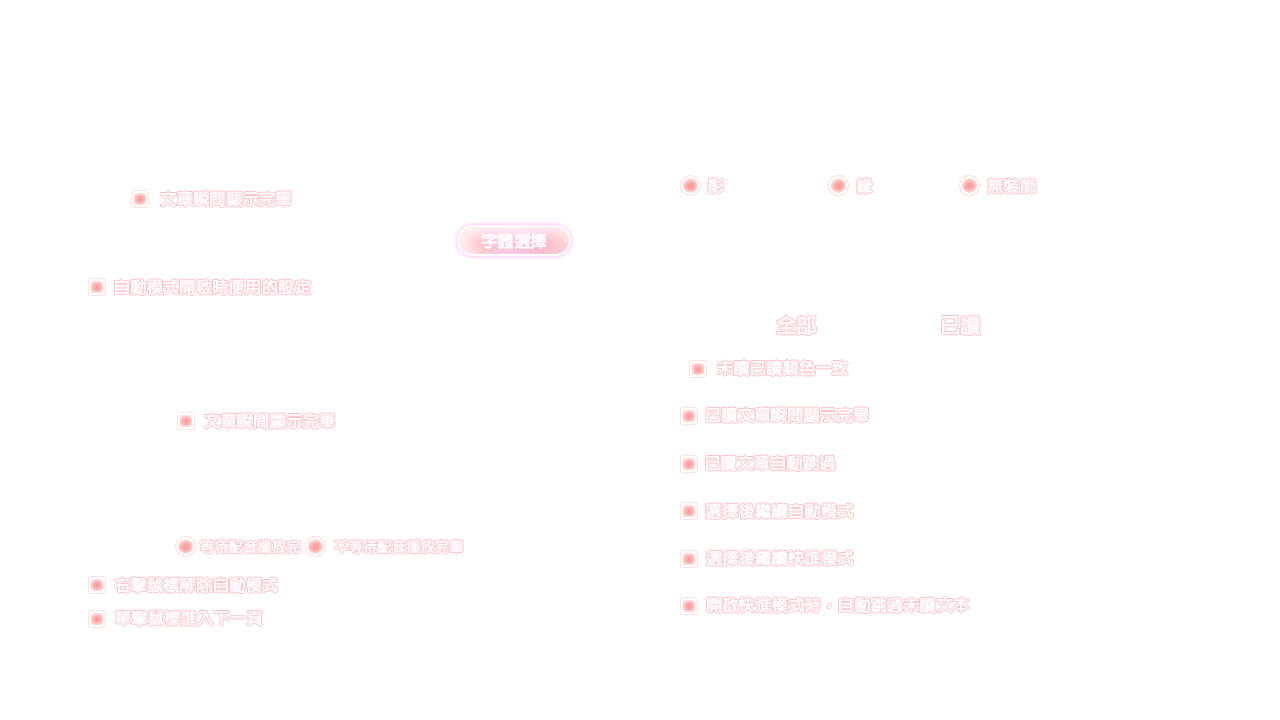 文章瞬間顯示完畢
字體選擇
自動模式開啟時使用的設定
文章瞬間顯示完畢
等待配音播放完
不等待配音播放完畢
右擊鼠標解除自動模式
單擊鼠標進入下一頁
影
緣
無裝飾
全部
已讀
未讀已讀顏色一致
已讀文章瞬間顯示完畢
已讀文章自動跳過
選擇後繼續自動模式
選擇後繼續快進模式
開啟快進模式時，自動跳過未讀文本